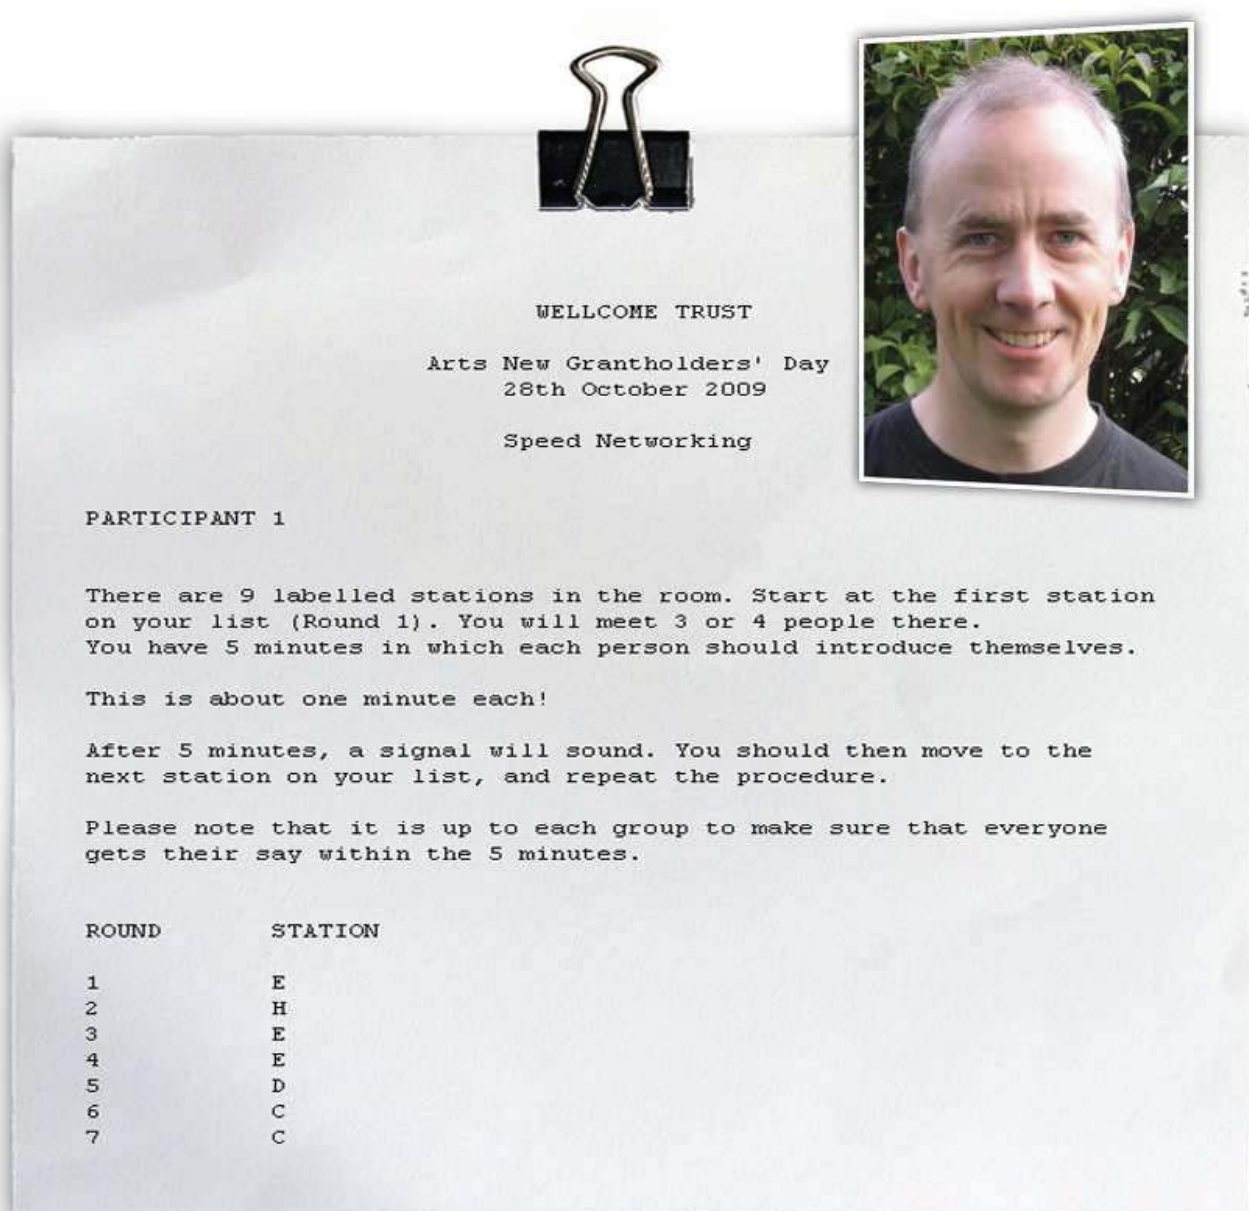 WELLCOME TRUST
Arts New Grantholders' Day
28th October 2009
Speed Networking
PARTICIPANT 1
There are 9 labelled stations in the room. Start at the first station
on your list (Round 1). You will meet 3 or 4 people there.
You have 5 minutes in which each person should introduce themselves.
This is about one minute each!
After 5 minutes, a signal will sound. You should then move to the
next station on your list, and repeat the procedure.
Please note that it is up to each group to make sure that everyone
gets their say within the 5 minutes.
ROUND STATION
1 E
2 H
3 E
4 E
5 D
6 C
7 C